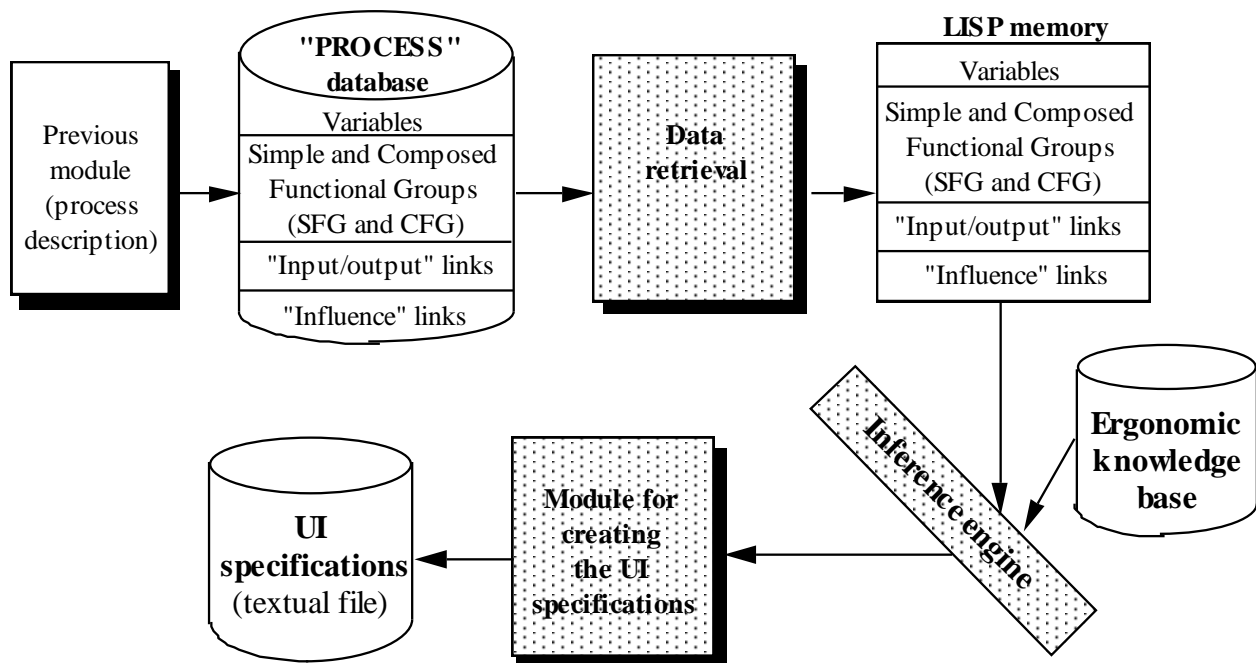 Previous
module
(process
description)
"PROCESS"
database
Variables
Simple and Composed
Functional Groups
(SFG and CFG)
"Input/output" links
"Influence" links
Data
retrieval
LISP memory
Variables
Simple and Composed
Functional Groups
(SFG and CFG)
"Input/output" links
"Influence" links
Inference engine
Ergonomic
knowledge
base
Module for
creating
the UI
specifications
UI
specifications
(textual file)